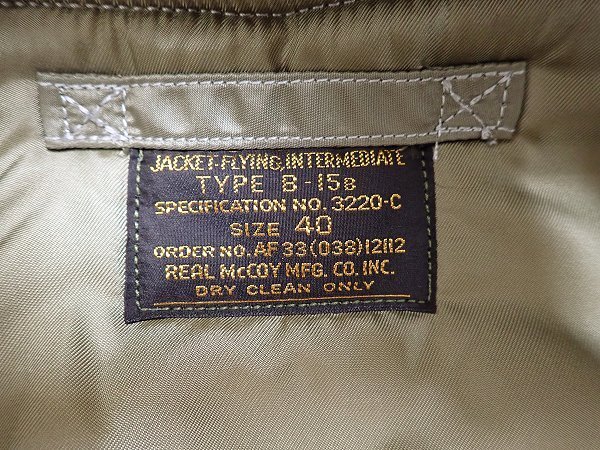 JACKET-FLYING, INTERMEDIATE
TYPE B-15B
SPECIFICATION NO. 3220-C
SIZE 40
ORDER NO. AF 33(038)12112
REAL McCOY MFG. CO. INC.
DRY CLEAN ONLY